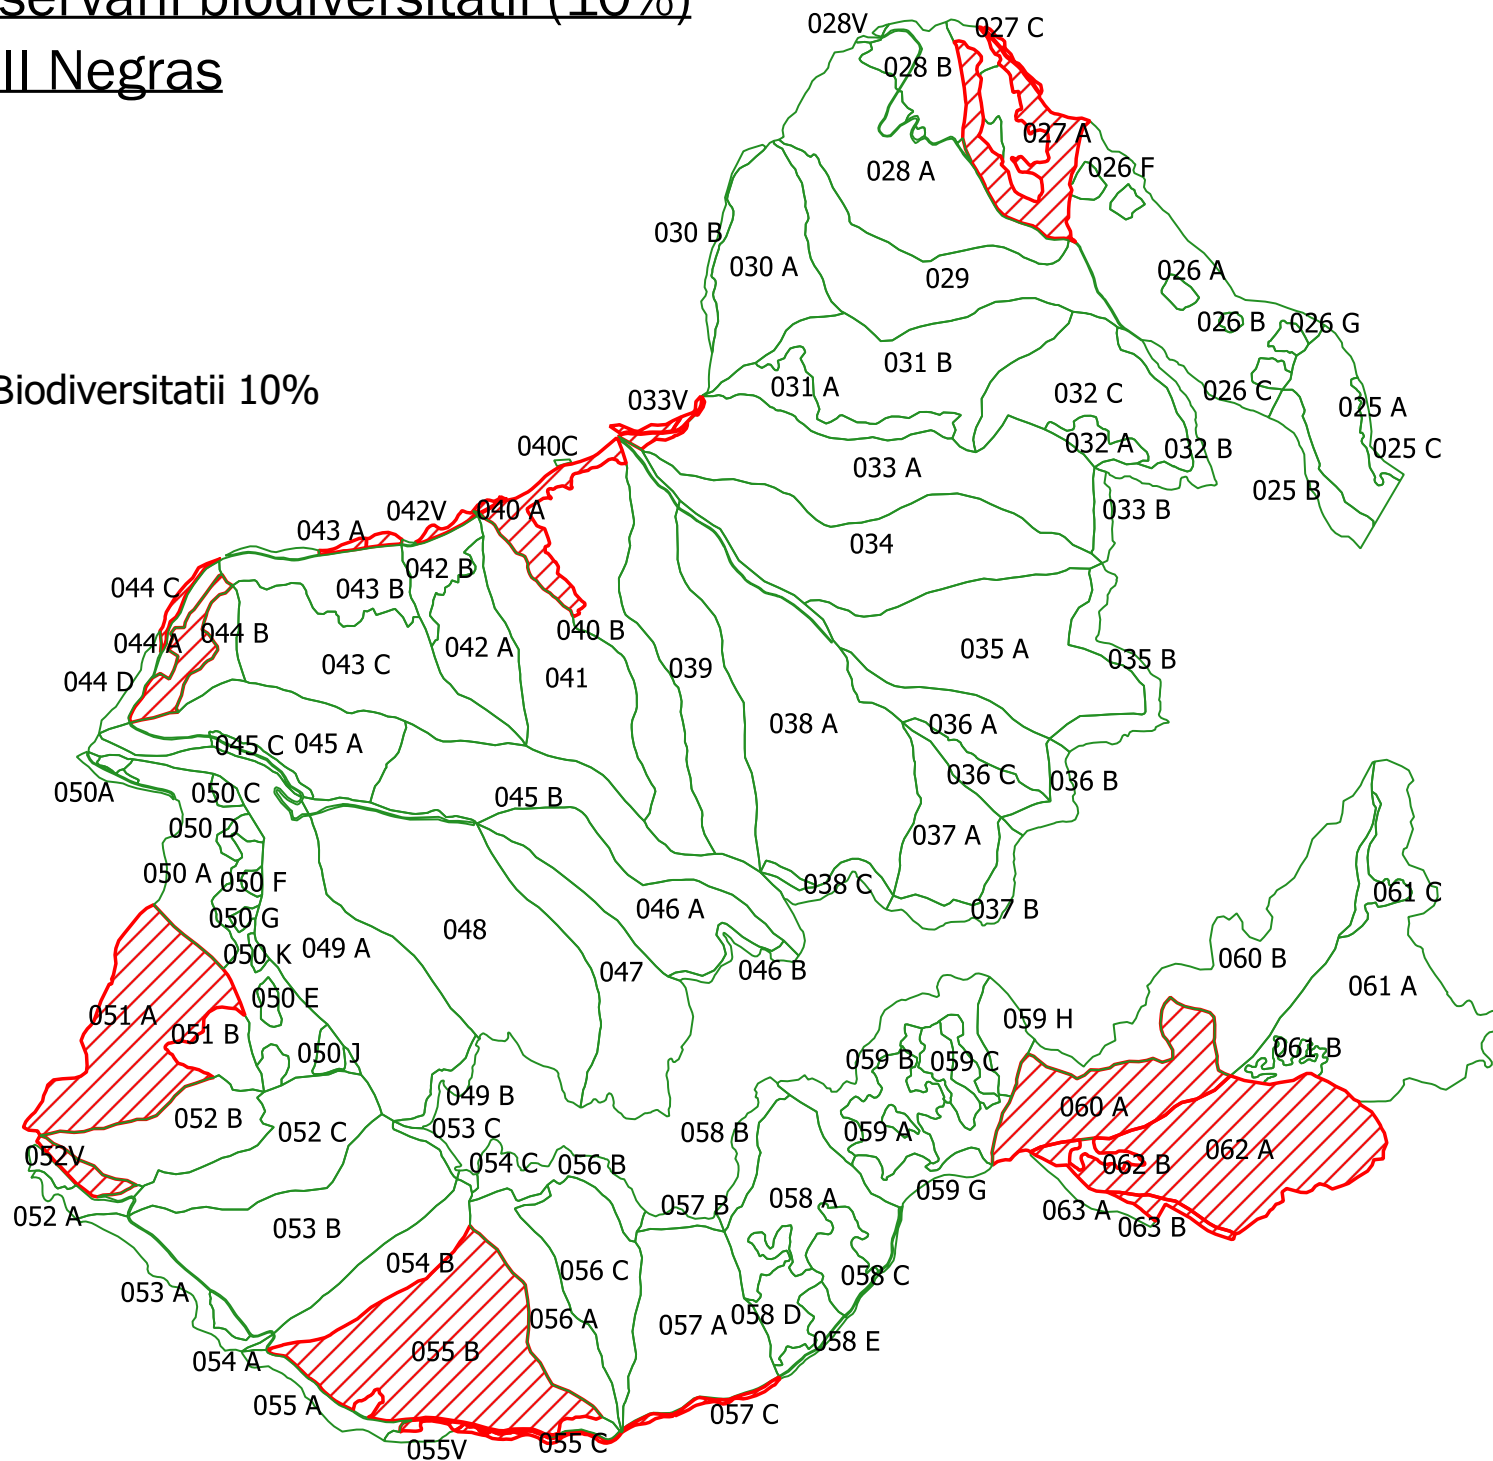 servarii biodiversitatii (10%)
II Negras
Biodiversitatii 10%
028V
027 C
028 B
027 A
026 F
028 A
030 B
030 A
029
026 A
026 B
026 G
031 B
031 A
032 C
026 C
025 A
033V
032 A
032 B
025 C
040C
033 A
025 B
033 B
042V
040 A
043 A
034
042 B
044 C
043 B
040 B
044 A
044 B
042 A
035 A
035 B
043 C
039
041
044 D
038 A
036 A
045 C
045 A
036 C
036 B
050A
050 C
045 B
050 D
037 A
050 A
050 F
038 C
061 C
046 A
037 B
050 G
048
049 A
050 K
060 B
047
046 B
061 A
050 E
051 A
059 H
051 B
050 J
061 B
059 B
059 C
049 B
060 A
052 B
052 C
053 C
058 B
059 A
062 A
052V
054 C
056 B
062 B
059 G
052 A
057 B
058 A
063 A
063 B
053 B
054 B
056 C
058 C
053 A
056 A
057 A
058 D
058 E
055 B
054 A
055 A
057 C
055V
055 C